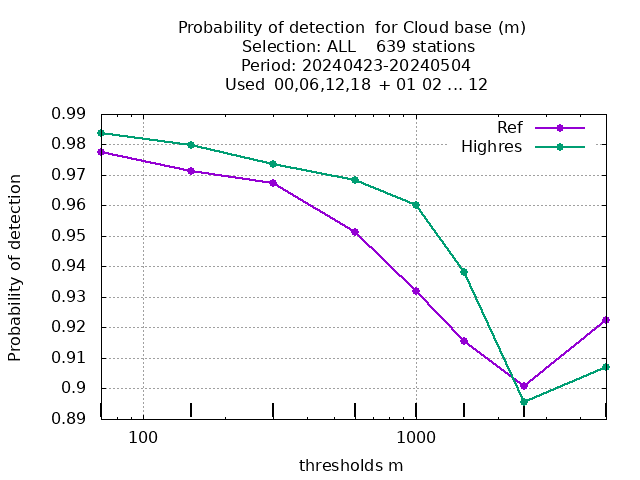 Probability of detection  for Cloud base (m)
Selection: ALL    639 stations
Period: 20240423-20240504
Used  00,06,12,18  + 01 02 ... 12
Ref
Highres
0.99
0.98
0.97
0.96
0.95
0.94
0.93
0.92
0.91
0.9
0.89
Probability of detection
100
1000
thresholds m